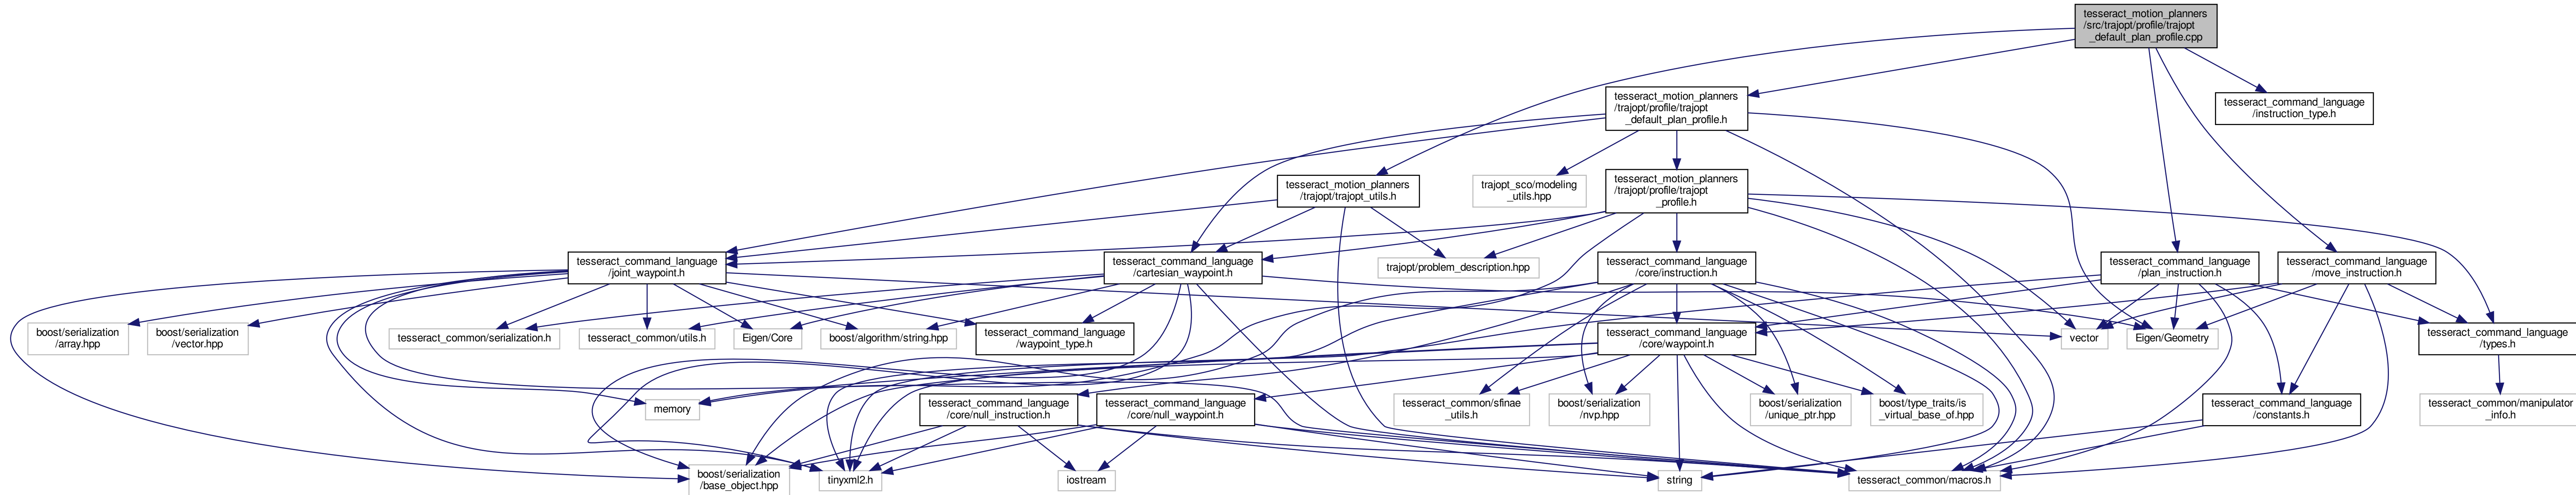 tesseract_motion_planners
/src/trajopt/profile/trajopt
_default_plan_profile.cpp
tesseract_motion_planners
/trajopt/profile/trajopt
_default_plan_profile.h
tesseract_command_language
/instruction_type.h
tesseract_motion_planners
/trajopt/trajopt_utils.h
trajopt_sco/modeling
_utils.hpp
tesseract_motion_planners
/trajopt/profile/trajopt
_profile.h
tesseract_command_language
/joint_waypoint.h
tesseract_command_language
/cartesian_waypoint.h
trajopt/problem_description.hpp
tesseract_command_language
/core/instruction.h
tesseract_command_language
/plan_instruction.h
tesseract_command_language
/move_instruction.h
boost/serialization
/array.hpp
boost/serialization
/vector.hpp
tesseract_common/serialization.h
tesseract_common/utils.h
Eigen/Core
boost/algorithm/string.hpp
tesseract_command_language
/waypoint_type.h
tesseract_command_language
/core/waypoint.h
vector
Eigen/Geometry
tesseract_command_language
/types.h
memory
tesseract_command_language
/core/null_instruction.h
tesseract_command_language
/core/null_waypoint.h
tesseract_common/sfinae
_utils.h
boost/serialization
/nvp.hpp
boost/serialization
/unique_ptr.hpp
boost/type_traits/is
_virtual_base_of.hpp
tesseract_command_language
/constants.h
tesseract_common/manipulator
_info.h
boost/serialization
/base_object.hpp
tinyxml2.h
iostream
string
tesseract_common/macros.h